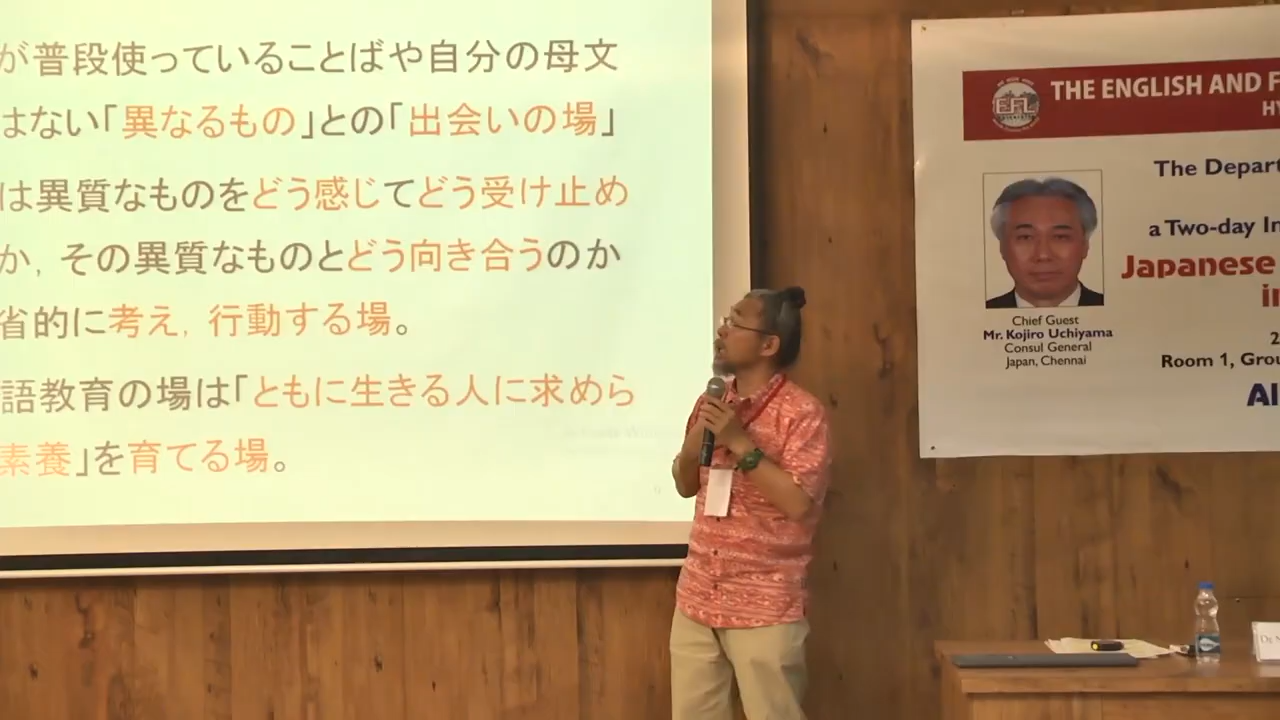 が普段使っていることばや自分の母文
はない「異なるもの」との「出会いの場」
は異質なものをどう感じてどう受け止め
か，その異質なものとどう向き合うのか
省的に考え，行動する場。
語教育の場は「ともに生きる人に求めら
素養」を育てる場。
THE ENGLISH AND F
HY
EFL
The Depart
a Two-day In
Japanese
in
2
Room 1, Grou
Al
Chief Guest
Mr. Kojiro Uchiyama
Consul General
Japan, Chennai